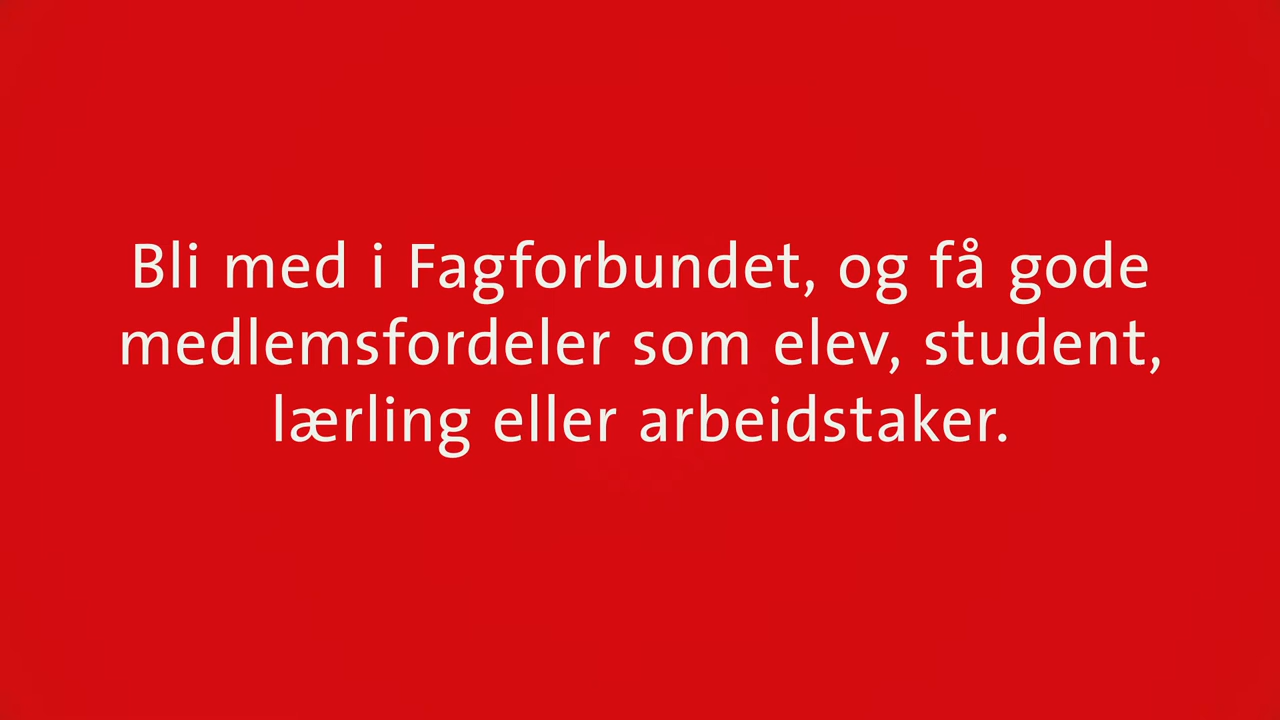 Bli med i Fagforbundet, og få gode
medlemsfordeler som elev, student,
lærling eller arbeidstaker.